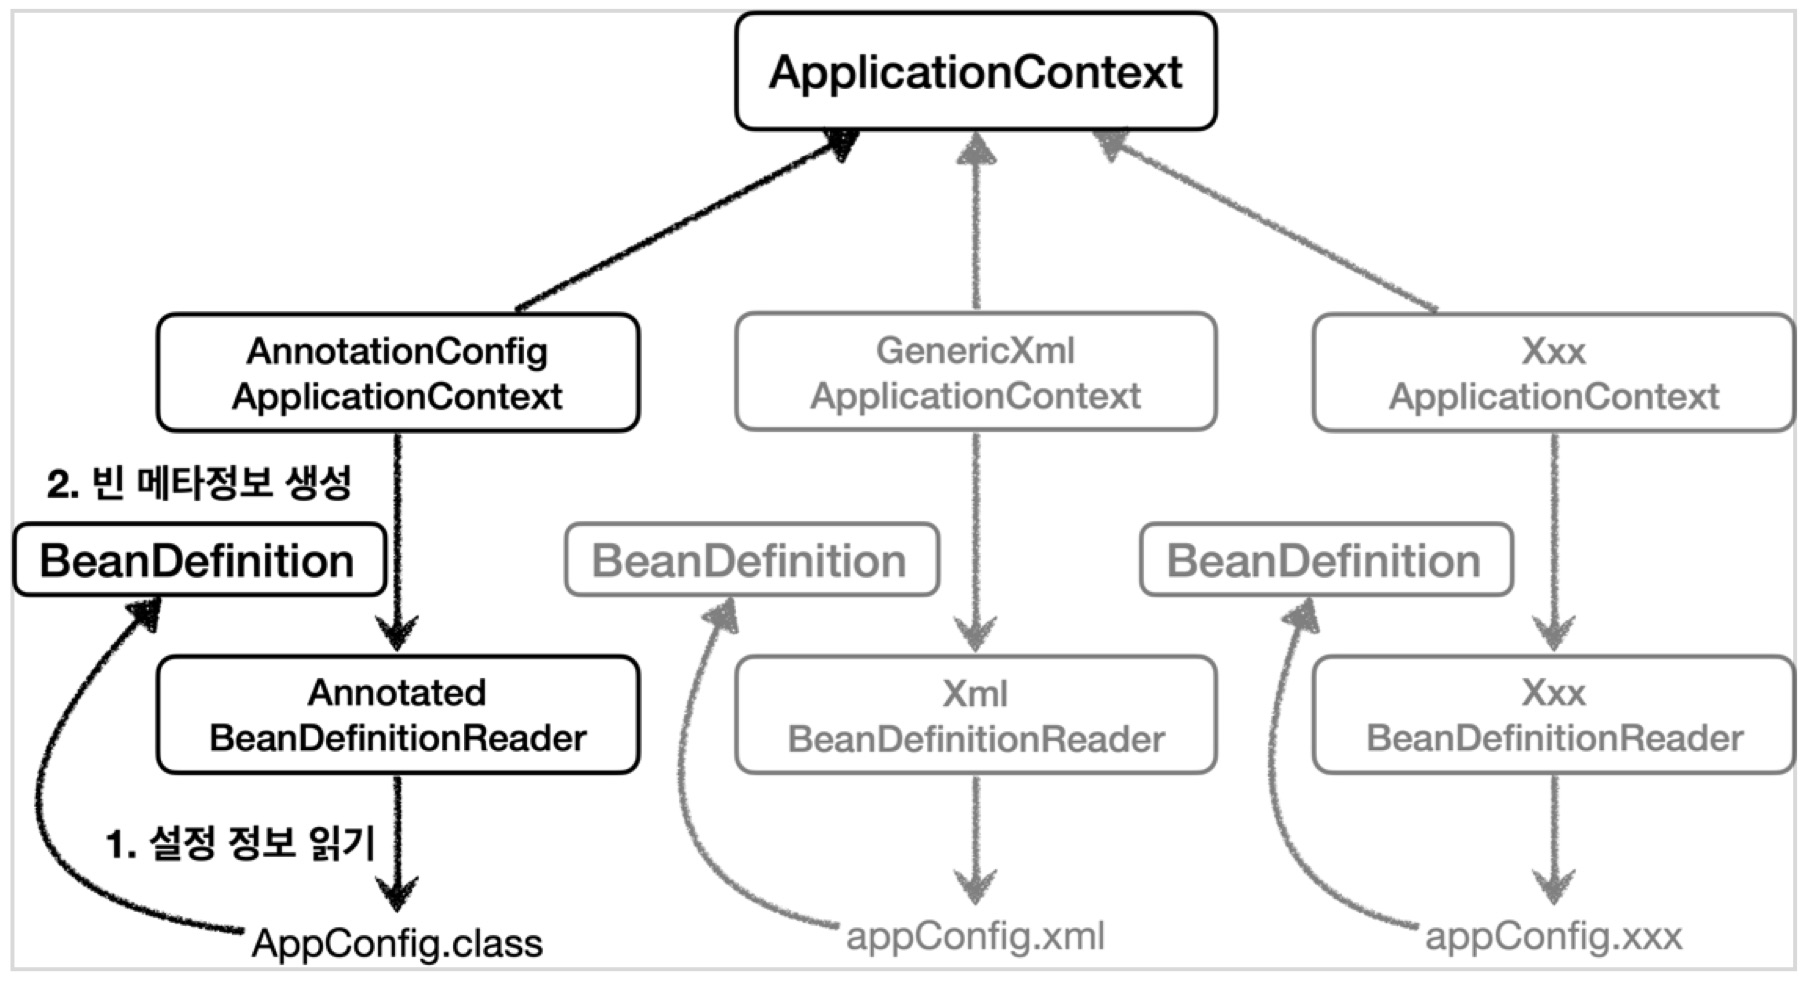 ApplicationContext
AnnotationConfig
ApplicationContext
GenericXml
ApplicationContext
Xxx
ApplicationContext
2. 빈 메타정보 생성
BeanDefinition
BeanDefinition
BeanDefinition
Annotated
BeanDefinitionReader
Xml
BeanDefinitionReader
Xxx
BeanDefinitionReader
1. 설정 정보 읽기
AppConfig.class
appConfig.xml
appConfig.xxx